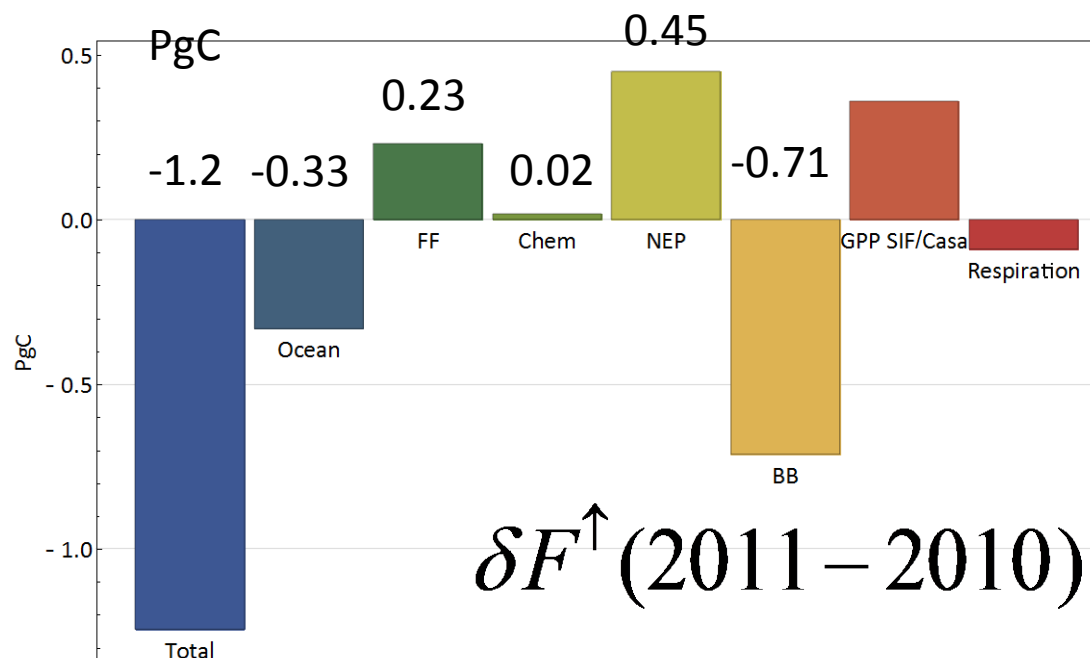 PgC
0.45
0.23
-1.2
-0.33
0.02
-0.71
0.5
0.0
- 0.5
- 1.0
PgC
FF
Chem
NEP
GPP SIF/Casa
Respiration
Ocean
BB
Total
δF↑(2011 – 2010)